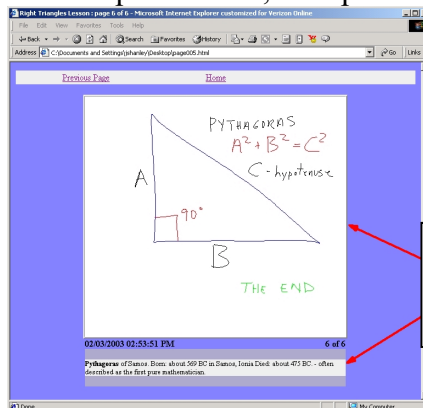 Right Triangles Lesson : page 6 of 6 - Microsoft Internet Explorer customized for Verizon Online
File Edit View Favorites Tools Help
Back Search Favorites History
Address C:\Documents and Settings\jshanley\Desktop\page005.html Go Links
Previous Page Home
PYTHAGORAS
A² + B² = C²
C - hypotenuse
A
90°
B
THE END
02/03/2003 02:53:51 PM 6 of 6
Pythagoras of Samos. Born: about 569 BC in Samos, Ionia Died: about 475 BC. - often
described as the first pure mathematician.
Done My Computer